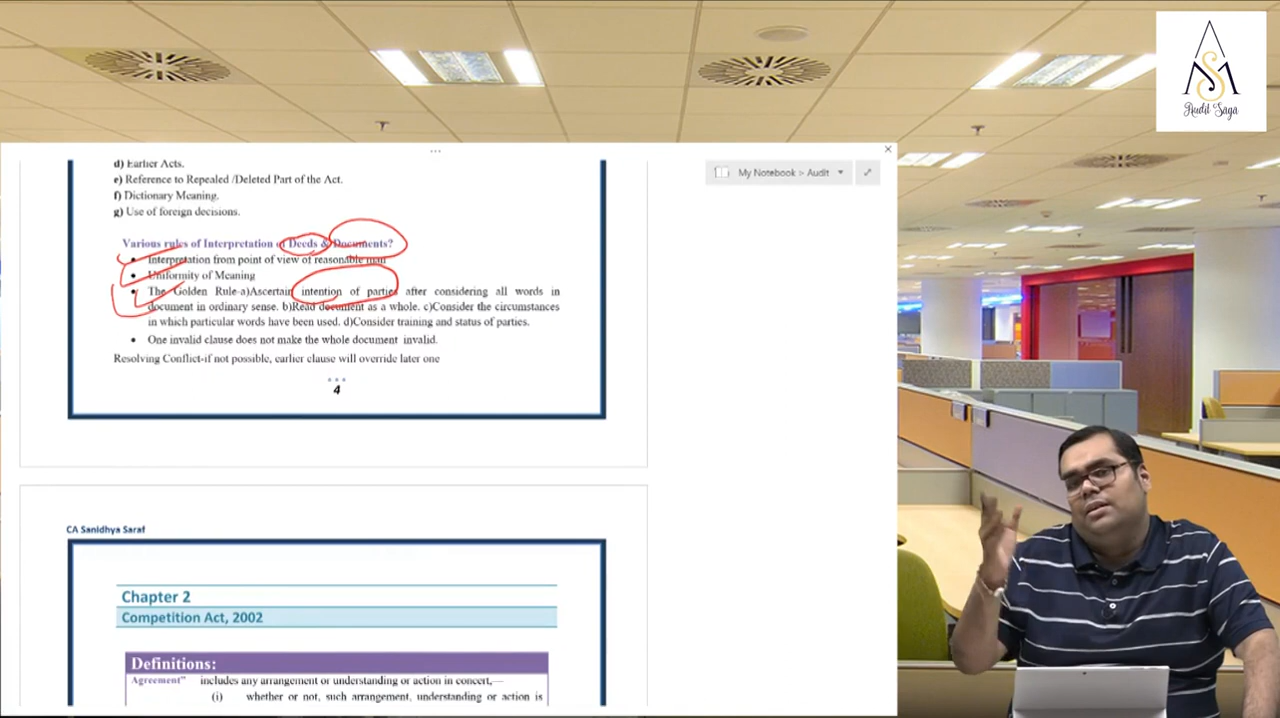 Audit Saga
My Notebook > Audit
d) Earlier Acts.
e) Reference to Repealed /Deleted Part of the Act.
f) Dictionary Meaning.
g) Use of foreign decisions.
Various rules of Interpretation of Deeds & Documents?
• Interpretation from point of view of reasonable man
• Uniformity of Meaning
• The Golden Rule-a)Ascertain intention of parties after considering all words in
document in ordinary sense. b)Read document as a whole. c)Consider the circumstances
in which particular words have been used. d)Consider training and status of parties.
• One invalid clause does not make the whole document invalid.
Resolving Conflict-if not possible, earlier clause will override later one
4
CA Sanidhya Saraf
Chapter 2
Competition Act, 2002
Definitions:
Agreement" includes any arrangement or understanding or action in concert,—
(i) whether or not, such arrangement, understanding or action is